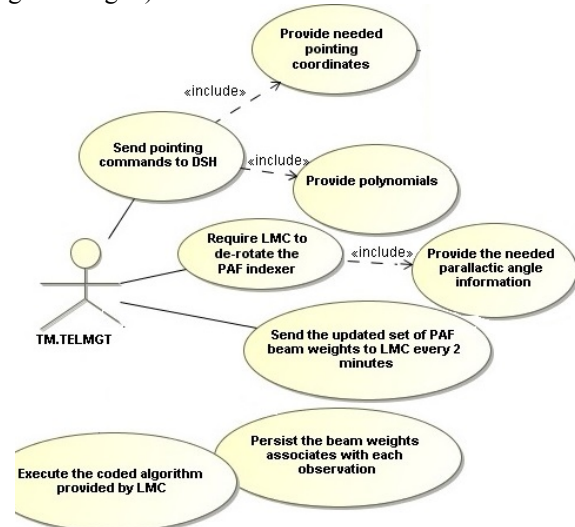 Provide needed
pointing
coordinates
«include»
Send pointing
commands to DSH
«include»
Provide polynomials
Require LMC to
de-rotate the
PAF indexer
«include»
Provide the needed
parallactic angle
information
TM.TELMGT
Send the updated set of PAF
beam weights to LMC every 2
minutes
Persist the beam weights
associates with each
observation
Execute the coded algorithm
provided by LMC